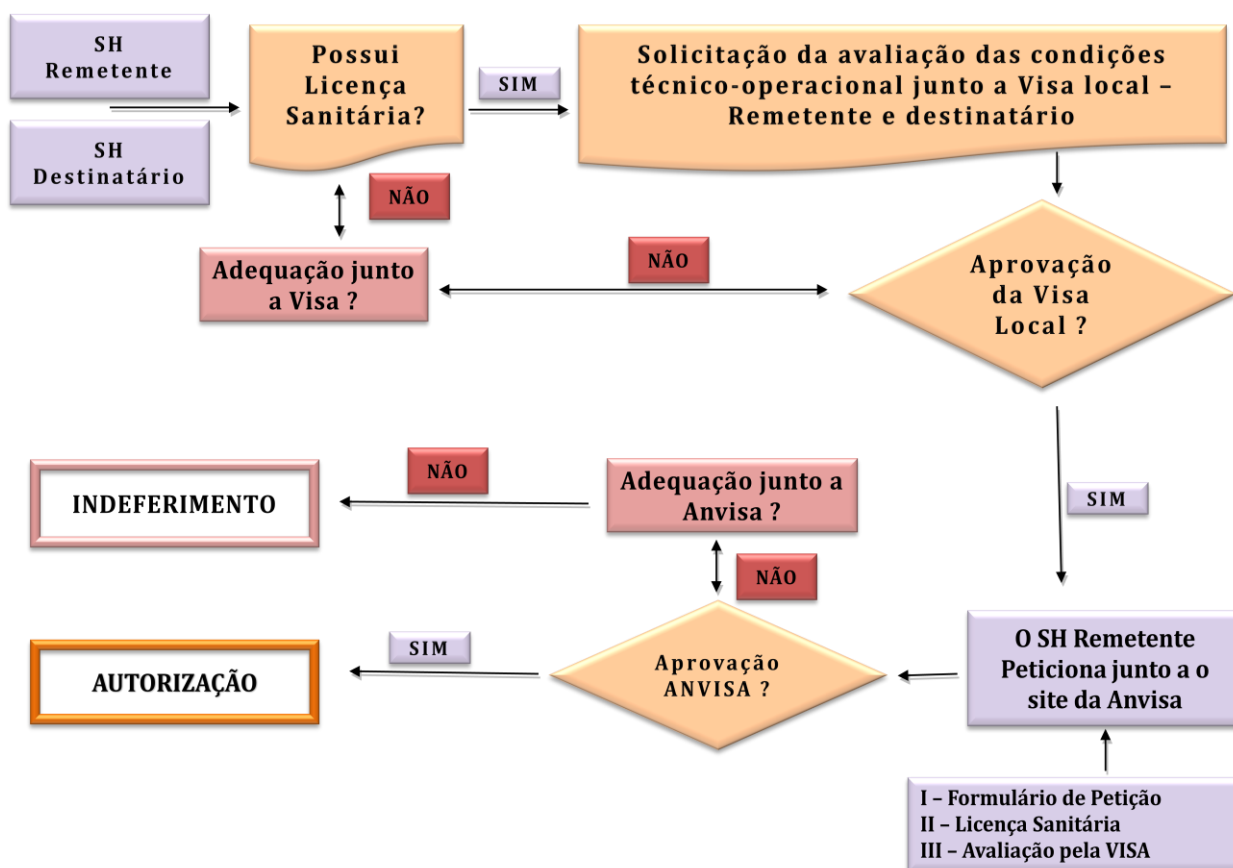 SH
Remetente
SH
Destinatário
Possui
Licença
Sanitária?
SIM
Solicitação da avaliação das condições
técnico-operacional junto a Visa local –
Remetente e destinatário
NÃO
Adequação junto
a Visa ?
NÃO
Aprovação
da Visa
Local ?
SIM
INDEFERIMENTO
NÃO
Adequação junto a
Anvisa ?
NÃO
AUTORIZAÇÃO
SIM
Aprovação
ANVISA ?
O SH Remetente
Peticiona junto a o
site da Anvisa
I – Formulário de Petição
II – Licença Sanitária
III – Avaliação pela VISA